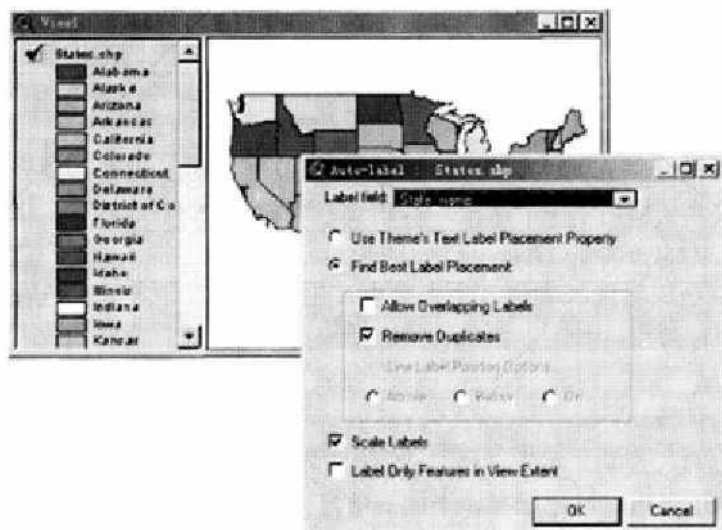 View1
States.shp
Alabama
Alaska
Arizona
Arkansas
California
Colorado
Connecticut
Delaware
District of Co
Florida
Georgia
Hawaii
Idaho
Illinois
Indiana
Iowa
Kansas
Auto-label : States.shp
Label field: State_name
Use Theme's Text Label Placement Property
Find Best Label Placement
Allow Overlapping Labels
Remove Duplicates
Line Label Position Options
Above
Below
On
Scale Labels
Label Only Features in View Extent
OK
Cancel